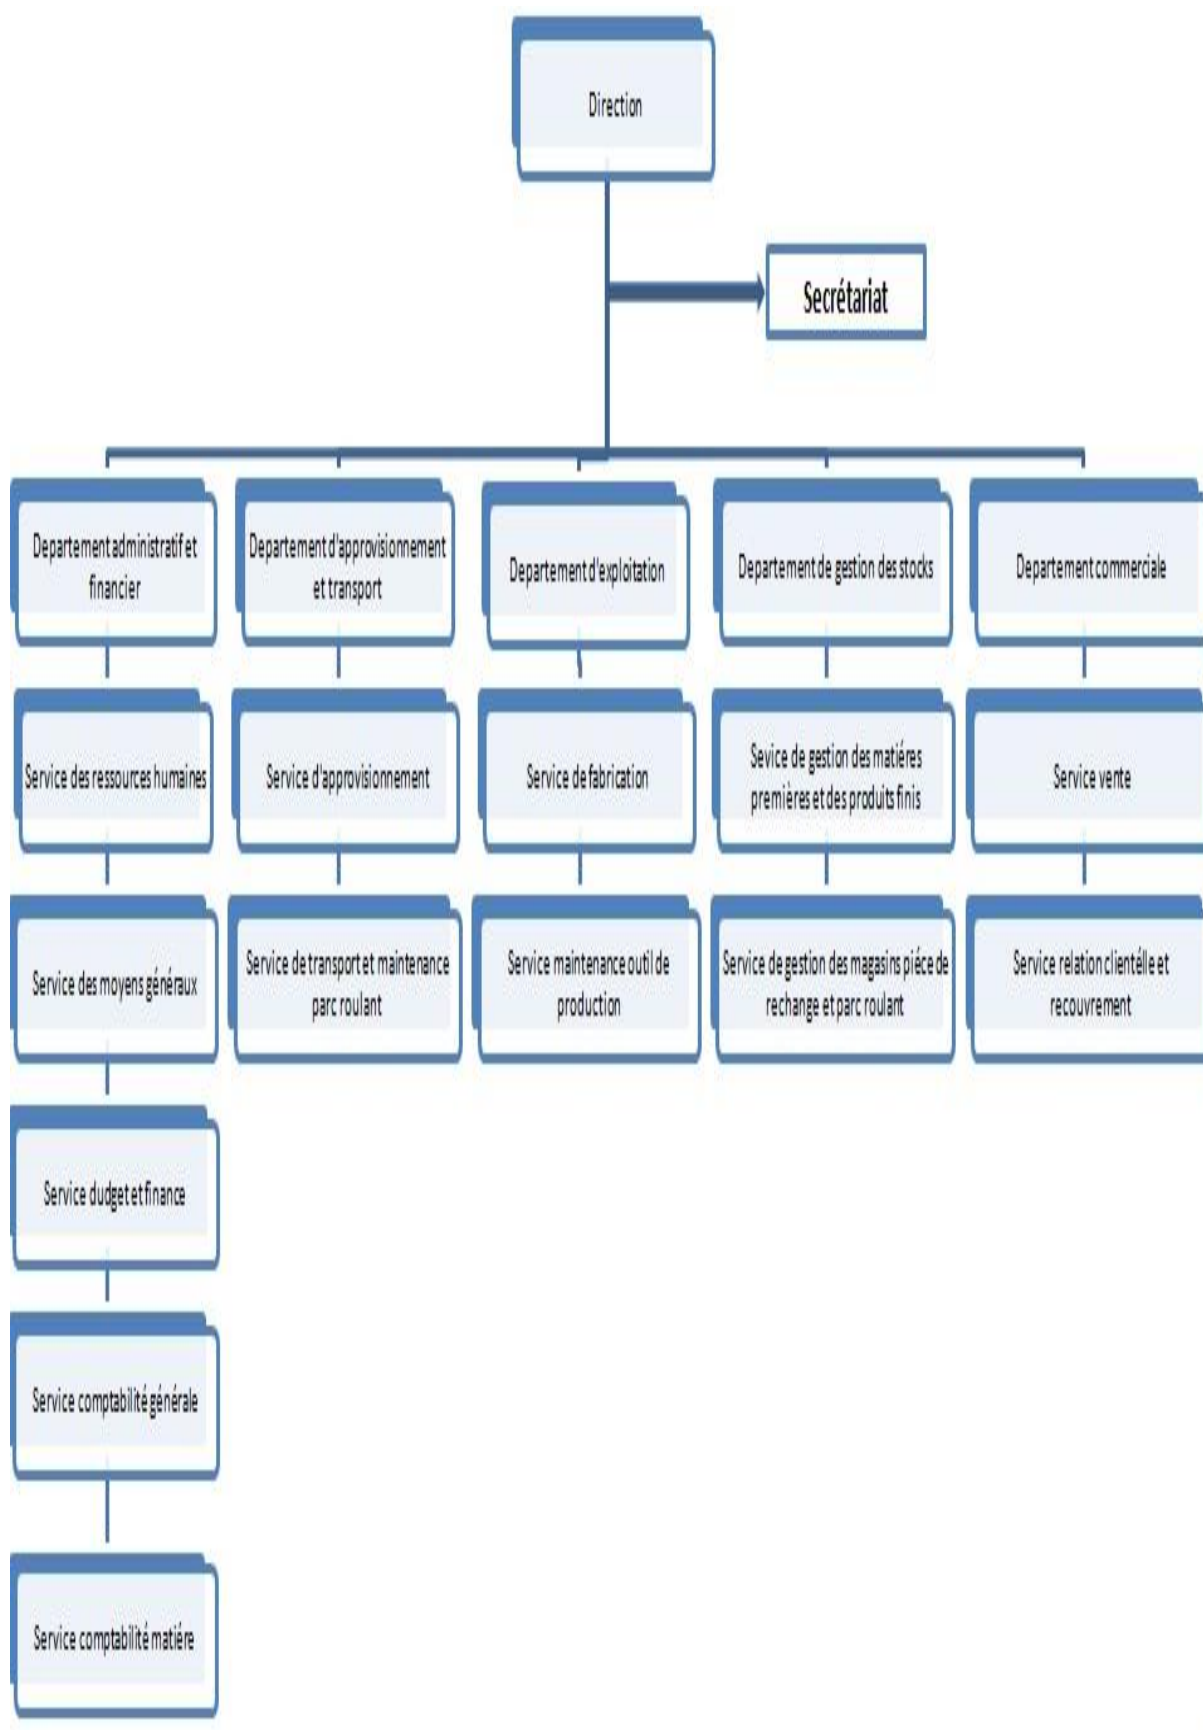 Direction
Secrétariat
Departement administratif et
financier
Departement d'approvisionnement
et transport
Departement d'exploitation
Departement de gestion des stocks
Departement commerciale
Service des ressources humaines
Service d'approvisionnement
Service de fabrication
Sevice de gestion des matiéres
premières et des produits finis
Service vente
Service des moyens généraux
Service de transport et maintenance
parc roulant
Service maintenance outil de
production
Service de gestion des magasins piéce de
rechange et parc roulant
Service relation clientélle et
recouvrement
Service dudget et finance
Service comptabilité générale
Service comptabilité matiére